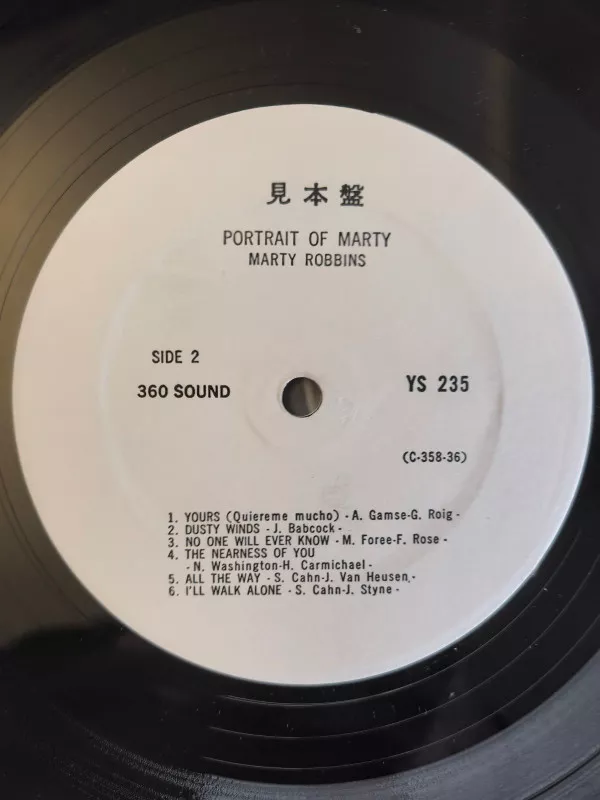 見本盤
PORTRAIT OF MARTY
MARTY ROBBINS
SIDE 2
360 SOUND
YS 235
(C-358-36)
1. YOURS (Quiereme mucho) - A. Gamse-G. Roig -
2. DUSTY WINDS - J. Babcock -
3. NO ONE WILL EVER KNOW - M. Foree-F. Rose -
4. THE NEARNESS OF YOU
- N. Washington-H. Carmichael -
5. ALL THE WAY - S. Cahn-J. Van Heusen -
6. I'LL WALK ALONE - S. Cahn-J. Styne -